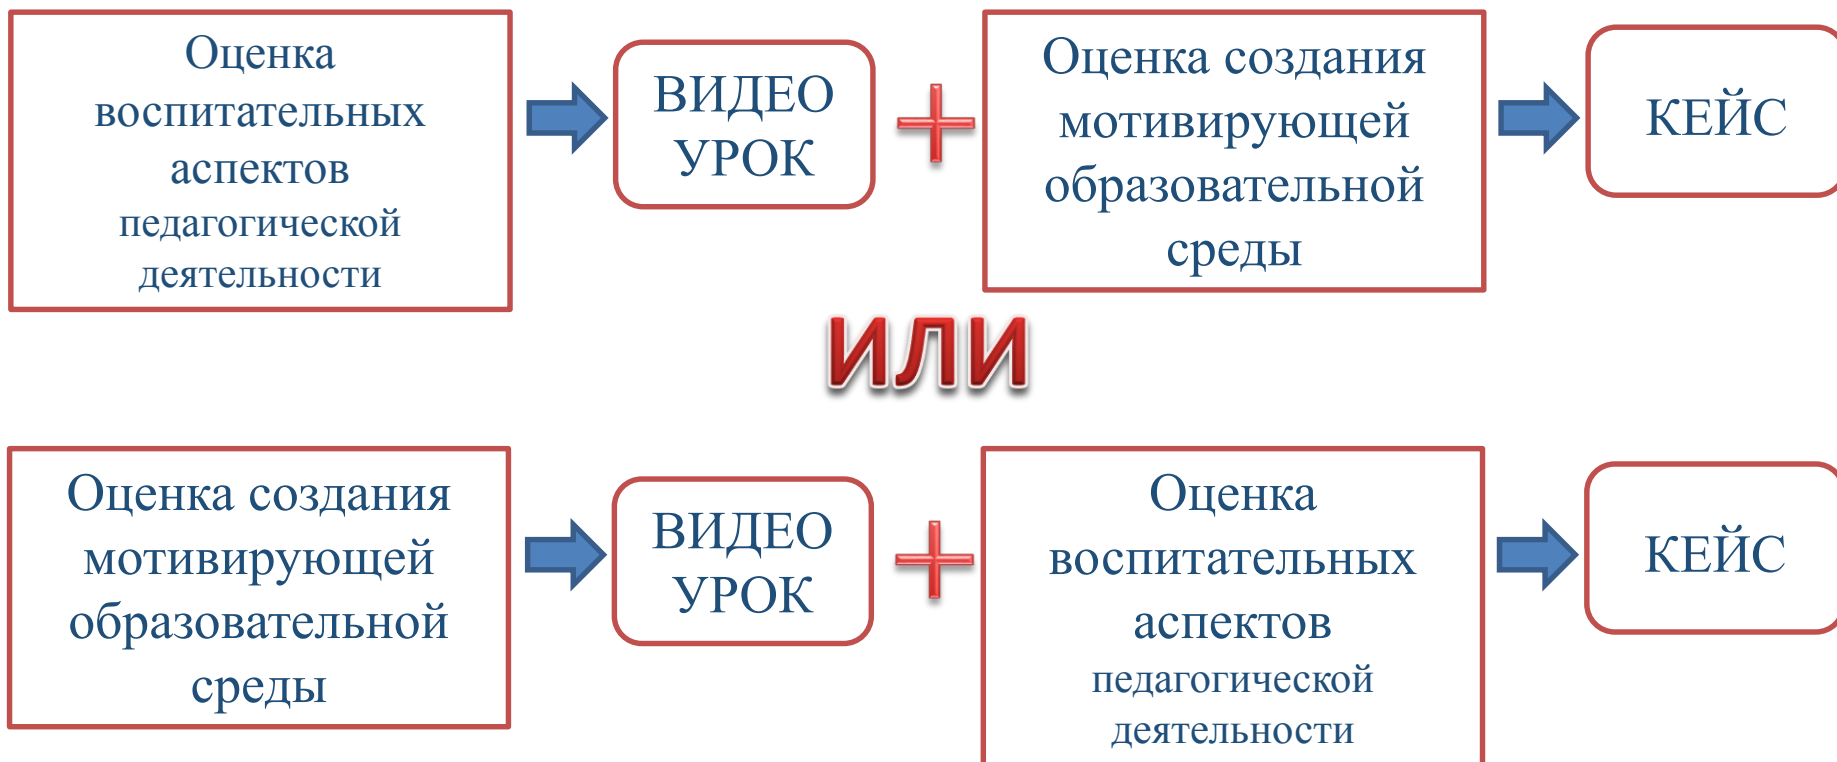 Оценка
воспитательных
аспектов
педагогической
деятельности
ВИДЕО
УРОК
+
Оценка создания
мотивирующей
образовательной
среды
КЕЙС
ИЛИ
Оценка создания
мотивирующей
образовательной
среды
ВИДЕО
УРОК
+
Оценка
воспитательных
аспектов
педагогической
деятельности
КЕЙС